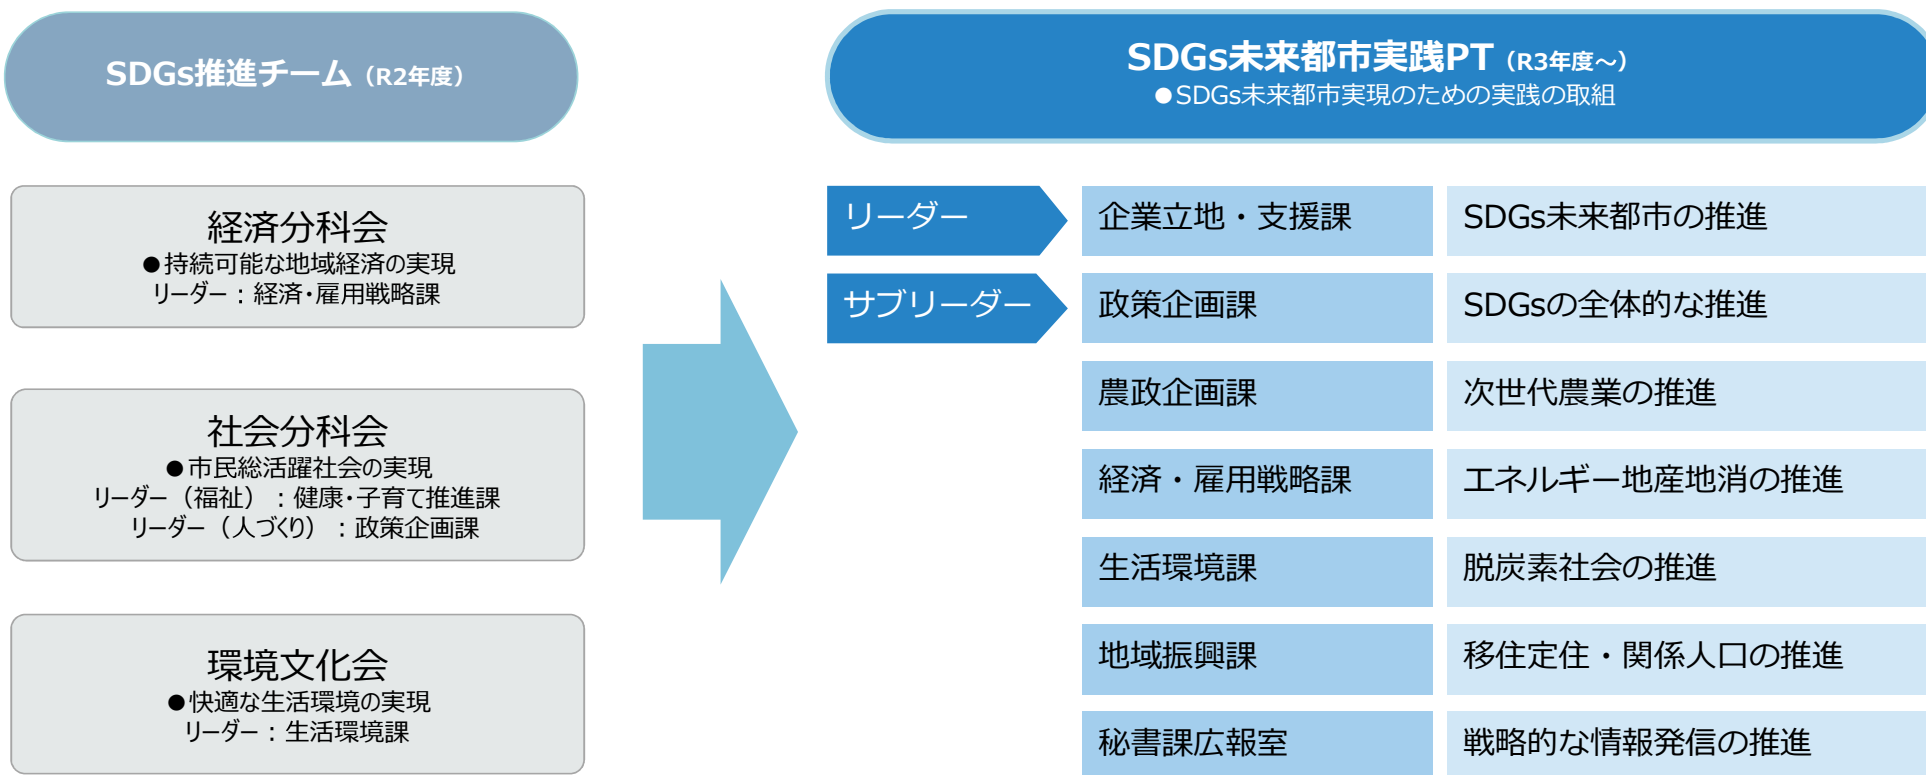 SDGs推進チーム（R2年度）
経済分科会
●持続可能な地域経済の実現
リーダー：経済・雇用戦略課
社会分科会
●市民総活躍社会の実現
リーダー（福祉）：健康・子育て推進課
リーダー（人づくり）：政策企画課
環境文化会
●快適な生活環境の実現
リーダー：生活環境課
SDGs未来都市実践PT（R3年度～）
●SDGs未来都市実現のための実践の取組
リーダー 企業立地・支援課 SDGs未来都市の推進
サブリーダー 政策企画課 SDGsの全体的な推進
農政企画課 次世代農業の推進
経済・雇用戦略課 エネルギー地産地消の推進
生活環境課 脱炭素社会の推進
地域振興課 移住定住・関係人口の推進
秘書課広報室 戦略的な情報発信の推進